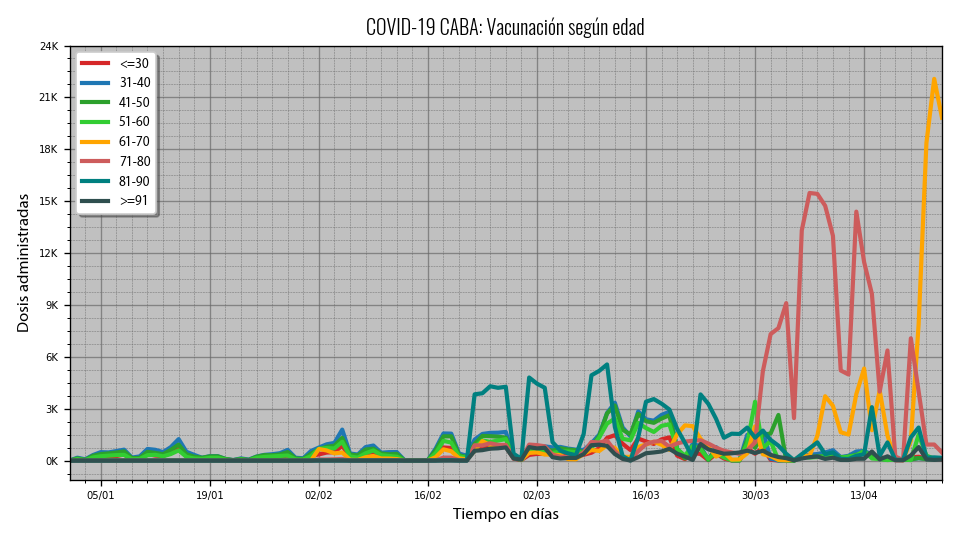 COVID-19 CABA: Vacunación según edad
24K
21K
18K
15K
12K
9K
6K
3K
0K
Dosis administradas
<=30
31-40
41-50
51-60
61-70
71-80
81-90
>=91
05/01 19/01 02/02 16/02 02/03 16/03 30/03 13/04
Tiempo en días